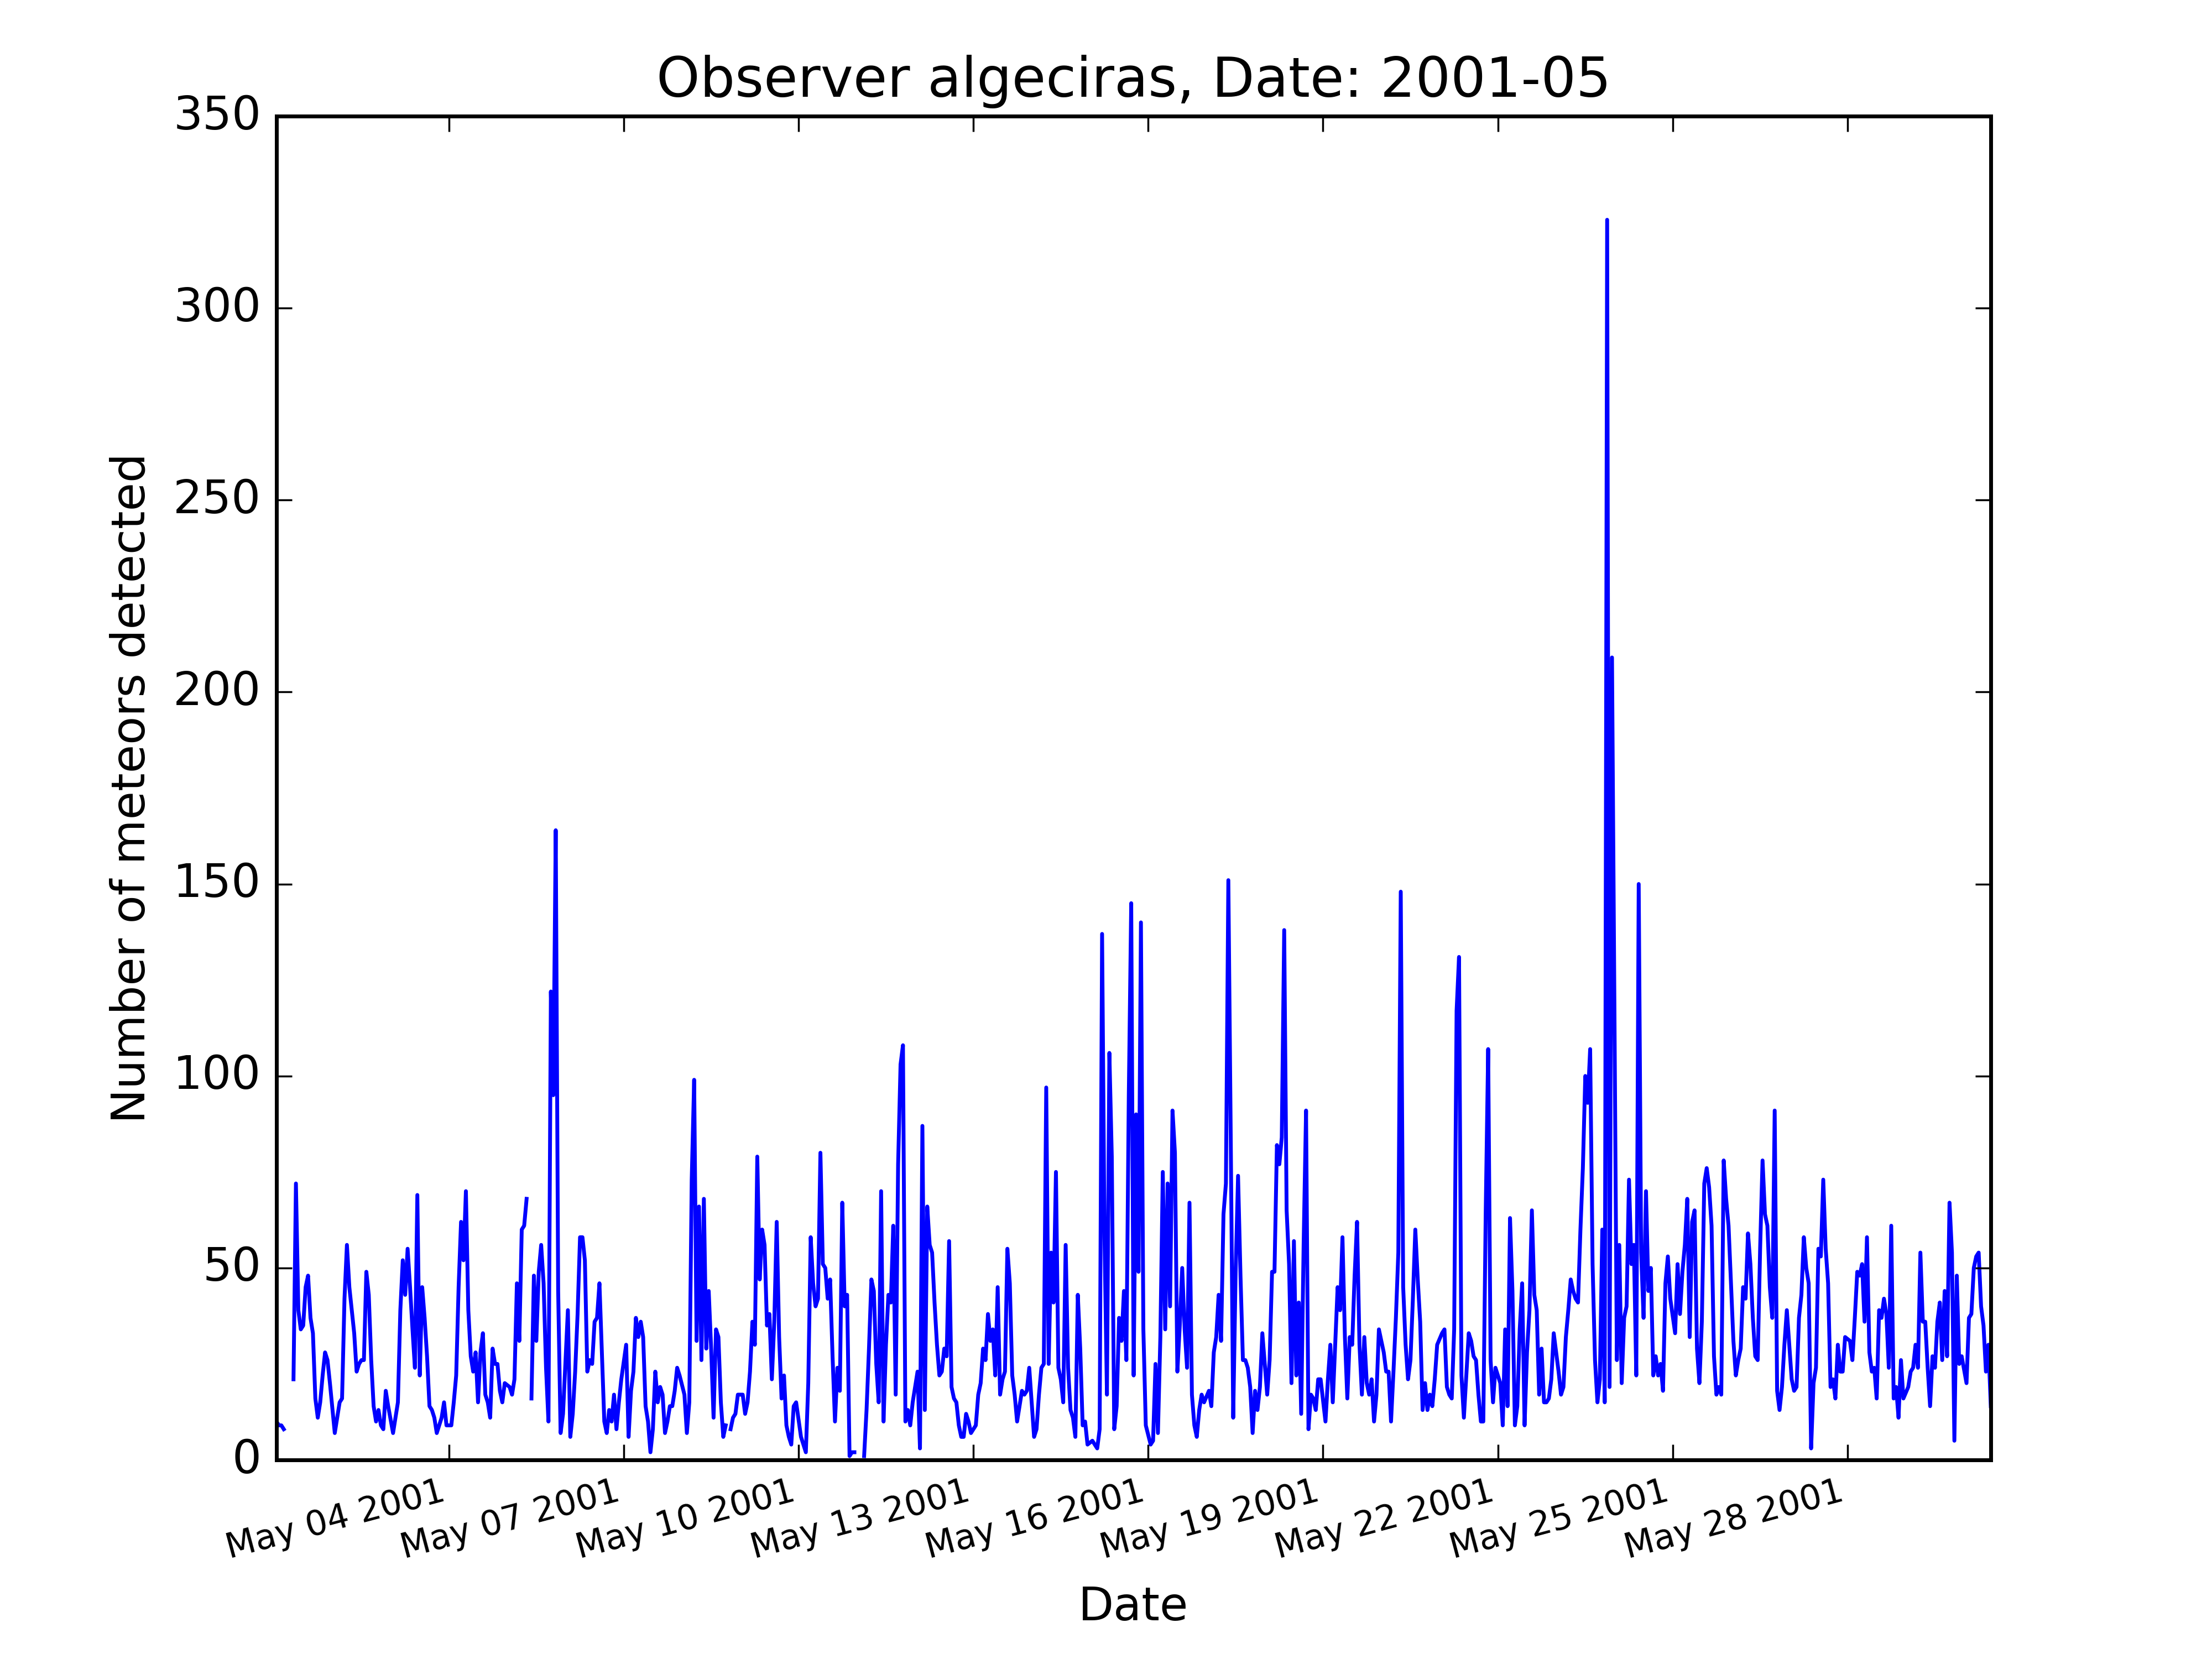 Observer algeciras, Date: 2001-05
350
300
250
200
150
100
50
0
Number of meteors detected
May 04 2001
May 07 2001
May 10 2001
May 13 2001
May 16 2001
May 19 2001
May 22 2001
May 25 2001
May 28 2001
Date